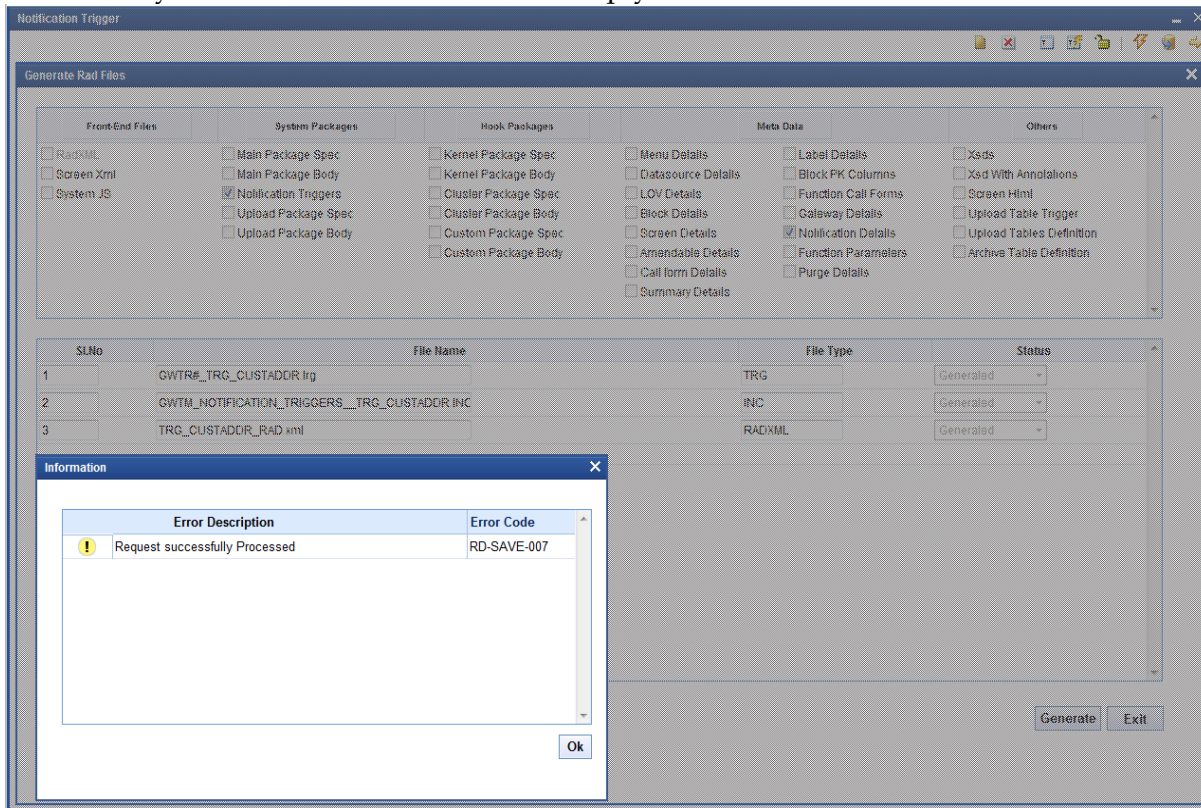 Notification Trigger
Generate Rad Files
Front-End Files System Packages Hook Packages Meta Data Others
RadXML Main Package Spec Kernel Package Spec Menu Details Label Details Xsds
Screen Xml Main Package Body Kernel Package Body Datasource Details Block PK Columns Xsd With Annotations
System JS Notification Triggers Cluster Package Spec LOV Details Function Call Forms Screen Html
Upload Package Spec Cluster Package Body Block Details Gateway Details Upload Table Trigger
Upload Package Body Custom Package Spec Screen Details Notification Details Upload Tables Definition
Custom Package Body Amendable Details Function Parameters Archive Table Definition
Call form Details Purge Details
Summary Details
Sl.No File Name File Type Status
1 GWTR#_TRG_CUSTADDR.trg TRG Generated
2 GWTM_NOTIFICATION_TRIGGERS__TRG_CUSTADDR.INC INC Generated
3 TRG_CUSTADDR_RAD.xml RADXML Generated
Information
Error Description Error Code
Request successfully Processed RD-SAVE-007
Ok
Generate Exit